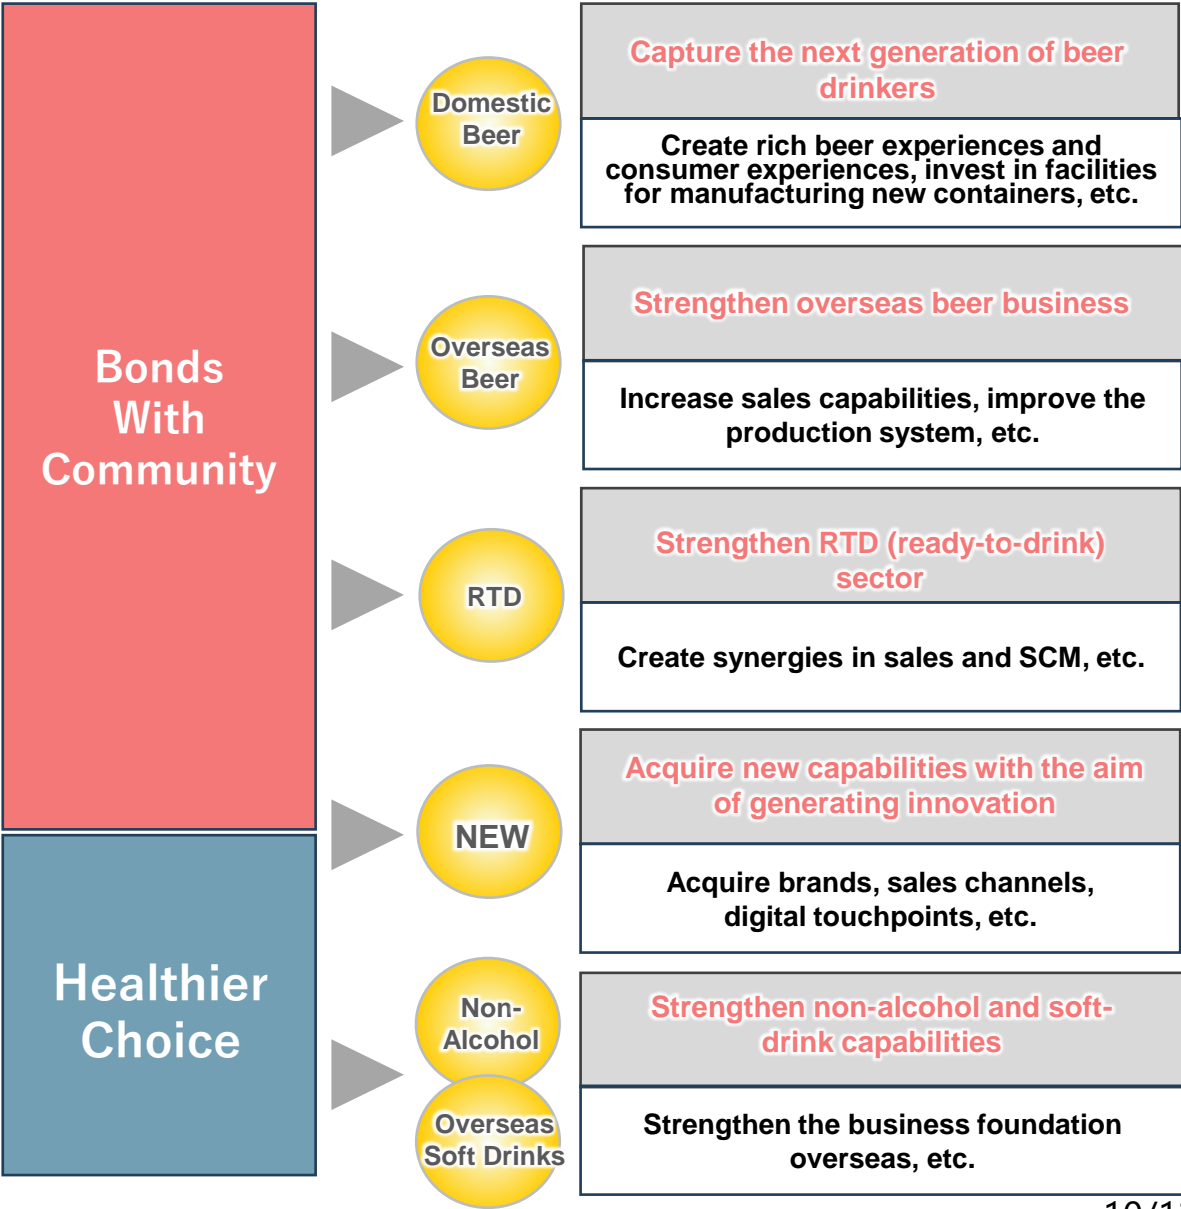 Bonds
With
Community
Domestic
Beer
Capture the next generation of beer
drinkers
Create rich beer experiences and
consumer experiences, invest in facilities
for manufacturing new containers, etc.
Overseas
Beer
Strengthen overseas beer business
Increase sales capabilities, improve the
production system, etc.
RTD
Strengthen RTD (ready-to-drink)
sector
Create synergies in sales and SCM, etc.
NEW
Acquire new capabilities with the aim
of generating innovation
Acquire brands, sales channels,
digital touchpoints, etc.
Healthier
Choice
Non-
Alcohol
Overseas
Soft Drinks
Strengthen non-alcohol and soft-
drink capabilities
Strengthen the business foundation
overseas, etc.